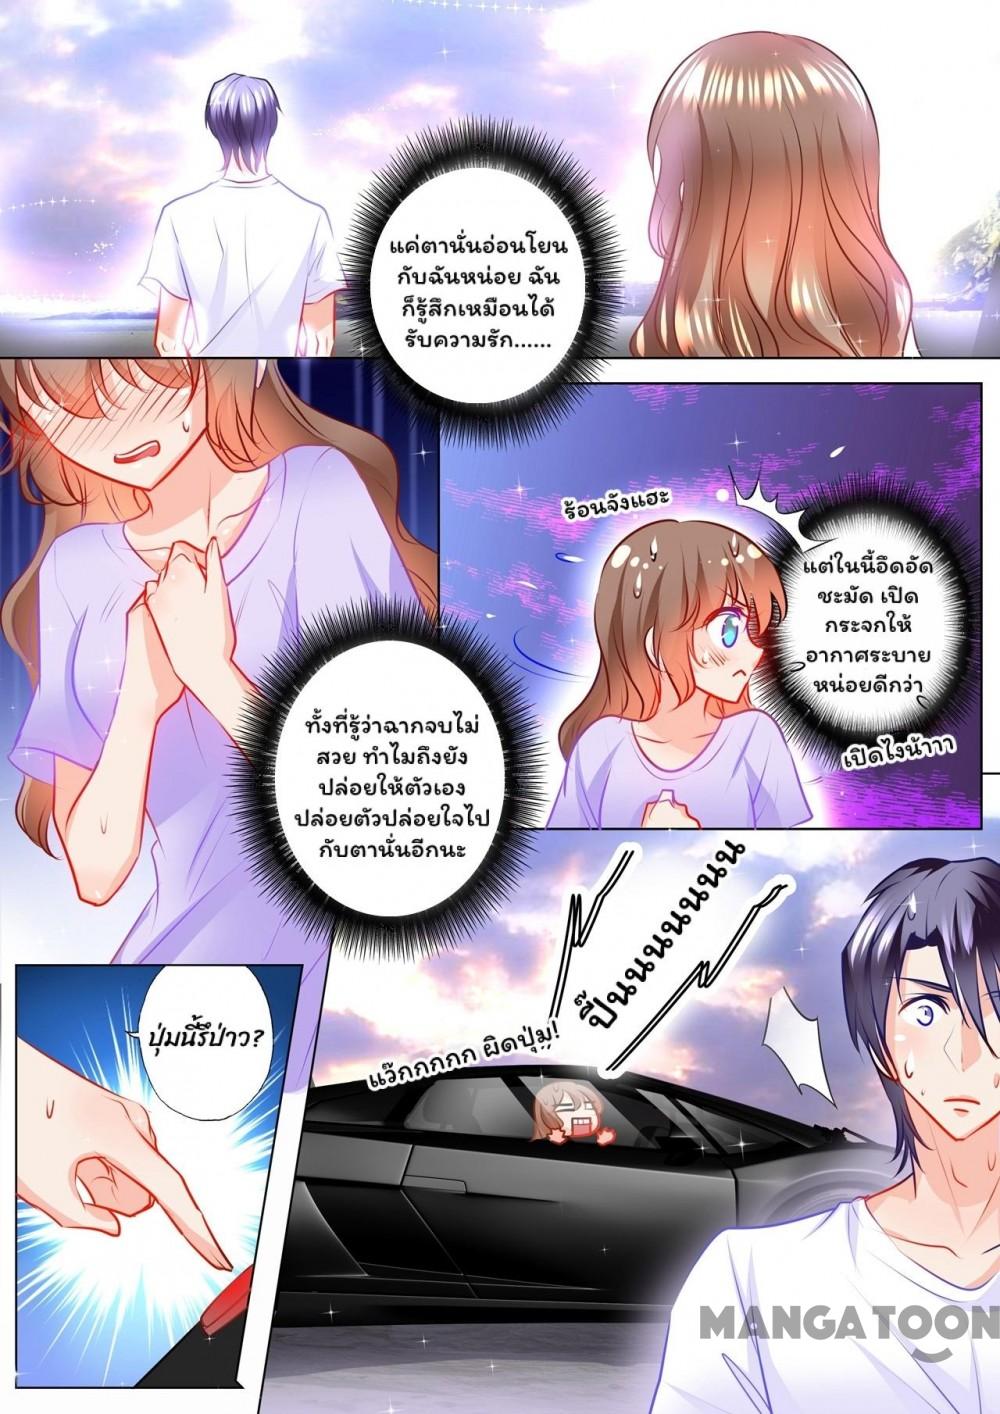 แค่ตานั่นอ่อนโยน
กับฉันหน่อย ฉัน
ก็รู้สึกเหมือนได้
รับความรัก......
ร้อนจังแฮะ
แต่ในนี้อึดอัด
ชะมัด เปิด
กระจกให้
อากาศระบาย
หน่อยดีกว่า
เปิดไงน้าาา
ทั้งที่รู้ว่าฉากจบไม่
สวย ทำไมถึงยัง
ปล่อยให้ตัวเอง
ปล่อยตัวปล่อยใจไป
กับตานั่นอีกนะ
ปุ่มนี้รึป่าว?
ปี๊นนนนนนนน
แว๊กกกกก ผิดปุ่ม!
MANGATOON